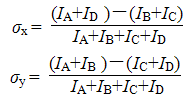 σx = (IA+ID )−(IB+IC) / IA+IB+IC+ID
σy = (IA+IB )−(IC+ID) / IA+IB+IC+ID